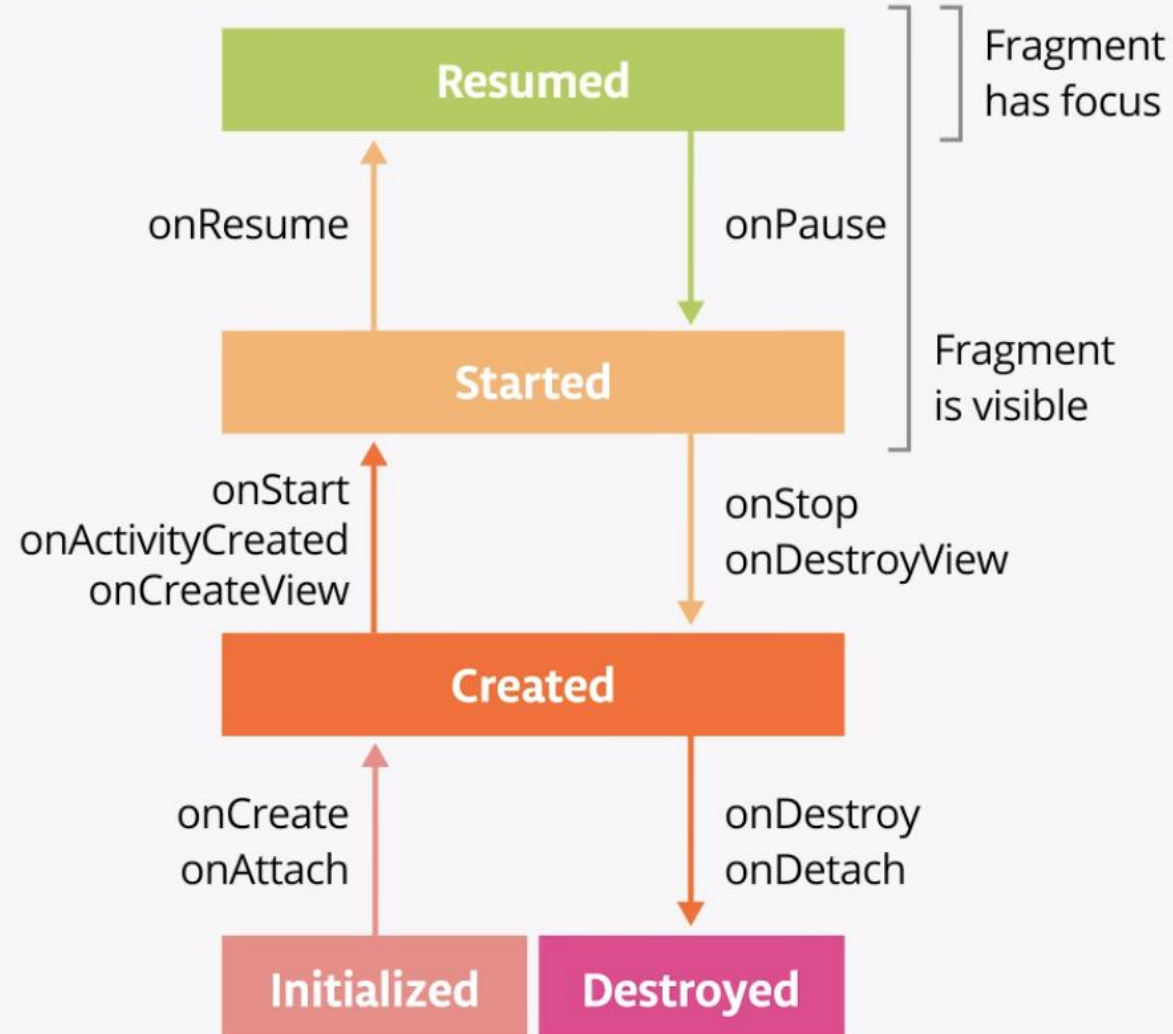 Resumed
Fragment
has focus
onResume
onPause
Fragment
is visible
Started
onStart
onActivityCreated
onCreateView
onStop
onDestroyView
Created
onCreate
onAttach
onDestroy
onDetach
Initialized
Destroyed